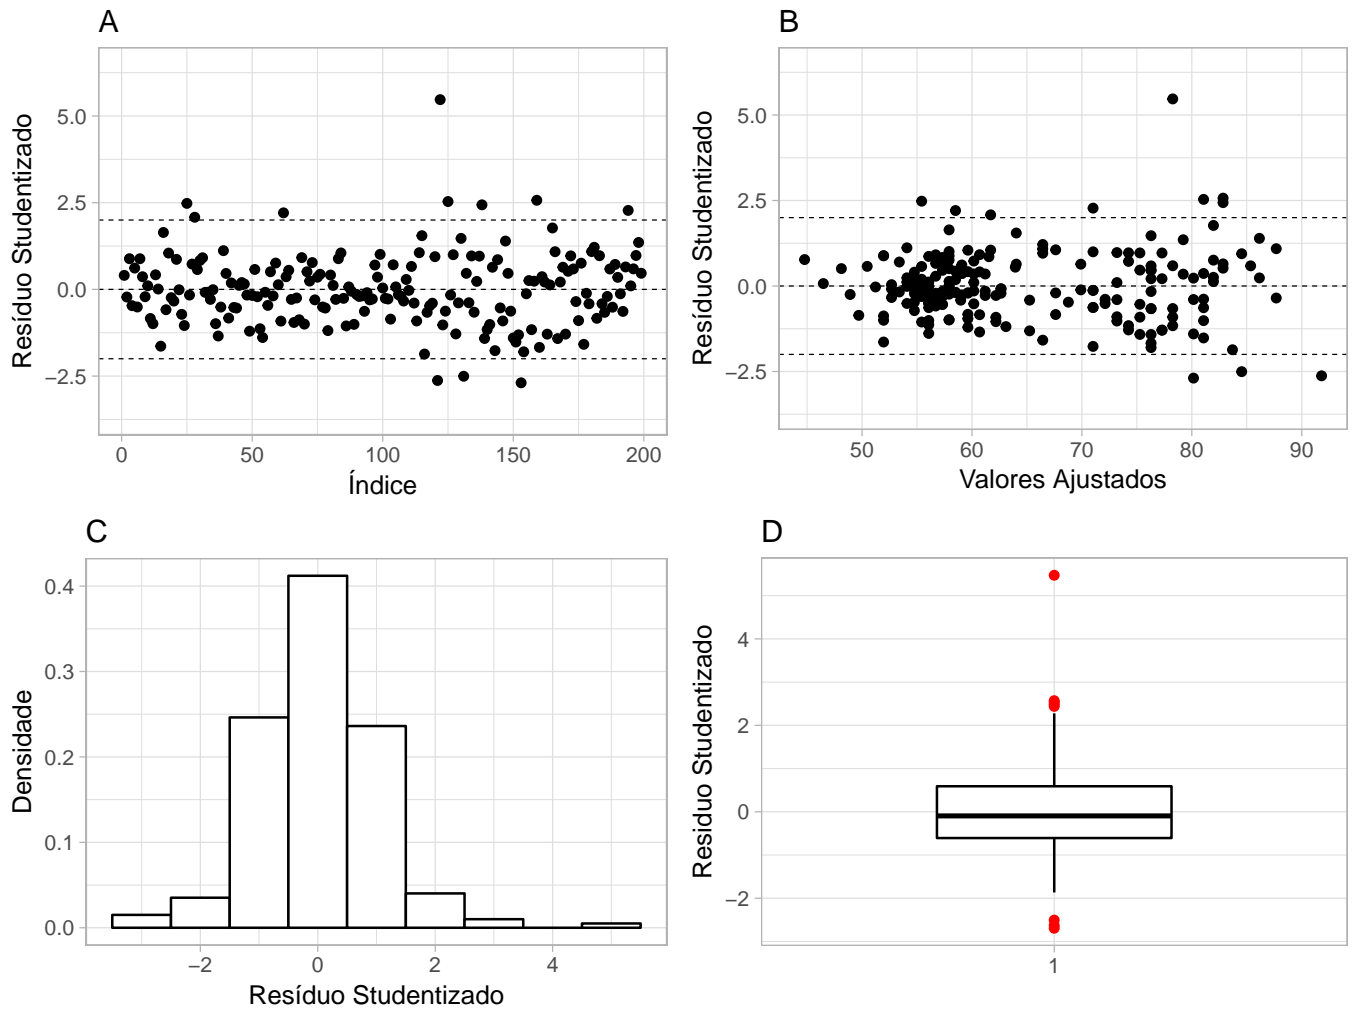 A
Resíduo Studentizado
5.0
2.5
0.0
−2.5
0
50
100
150
200
Índice
B
Resíduo Studentizado
5.0
2.5
0.0
−2.5
50
60
70
80
90
Valores Ajustados
C
Densidade
0.4
0.3
0.2
0.1
0.0
−2
0
2
4
Resíduo Studentizado
D
Residuo Studentizado
4
2
0
−2
1